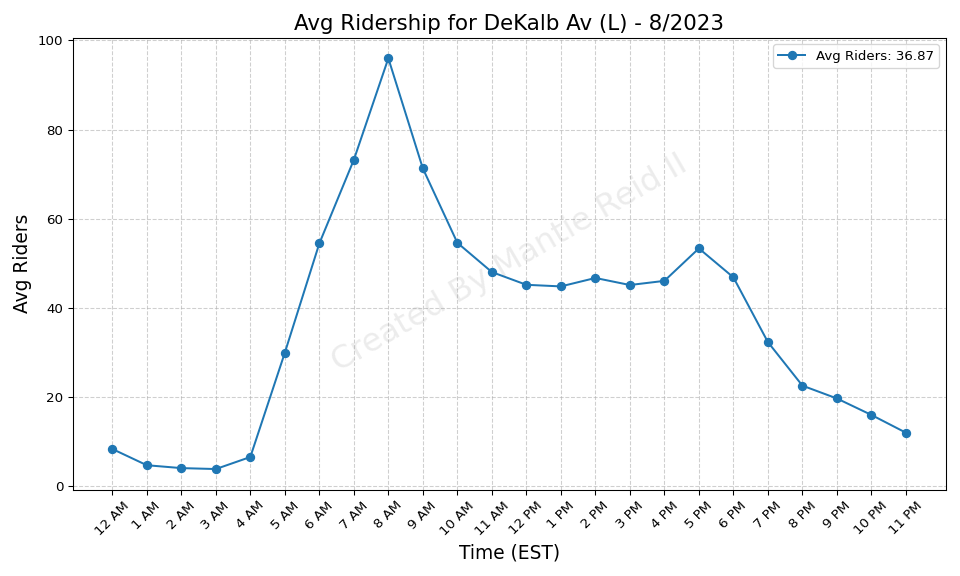 Avg Ridership for DeKalb Av (L) - 8/2023
Avg Riders: 36.87
100
80
60
40
20
0
Avg Riders
Created By Mantle Reid II
12 AM
1 AM
2 AM
3 AM
4 AM
5 AM
6 AM
7 AM
8 AM
9 AM
10 AM
11 AM
12 PM
1 PM
2 PM
3 PM
4 PM
5 PM
6 PM
7 PM
8 PM
9 PM
10 PM
11 PM
Time (EST)